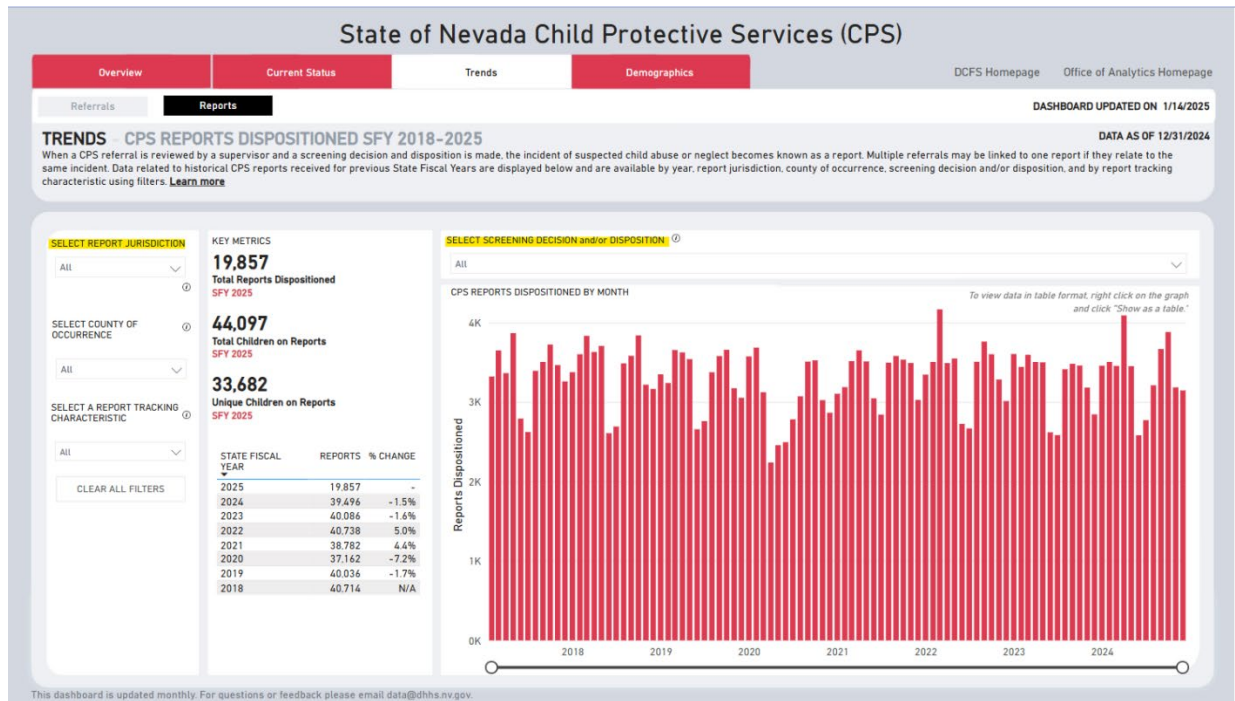 State of Nevada Child Protective Services (CPS)
Overview
Current Status
Trends
Demographics
DCFS Homepage
Office of Analytics Homepage
Referrals
Reports
DASHBOARD UPDATED ON 1/14/2025
TRENDS - CPS REPORTS DISPOSITIONED SFY 2018-2025
DATA AS OF 12/31/2024
When a CPS referral is reviewed by a supervisor and a screening decision and disposition is made, the incident of suspected child abuse or neglect becomes known as a report. Multiple referrals may be linked to one report if they relate to the
same incident. Data related to historical CPS reports received for previous State Fiscal Years are displayed below and are available by year, report jurisdiction, county of occurrence, screening decision and/or disposition, and by report tracking
characteristic using filters. Learn more
SELECT REPORT JURISDICTION
All
SELECT COUNTY OF
OCCURRENCE
All
SELECT A REPORT TRACKING
CHARACTERISTIC
All
CLEAR ALL FILTERS
KEY METRICS
19,857
Total Reports Dispositioned
SFY 2025
44,097
Total Children on Reports
SFY 2025
33,682
Unique Children on Reports
SFY 2025
STATE FISCAL YEAR REPORTS % CHANGE
2025 19,857 -
2024 39,496 -1.5%
2023 40,086 -1.6%
2022 40,738 5.0%
2021 38,782 4.4%
2020 37,162 -7.2%
2019 40,036 -1.7%
2018 40,714 N/A
SELECT SCREENING DECISION and/or DISPOSITION
All
CPS REPORTS DISPOSITIONED BY MONTH
To view data in table format, right click on the graph
and click "Show as a table."
Reports Dispositioned
4K
3K
2K
1K
0K
2018 2019 2020 2021 2022 2023 2024
This dashboard is updated monthly. For questions or feedback please email data@dhhs.nv.gov.